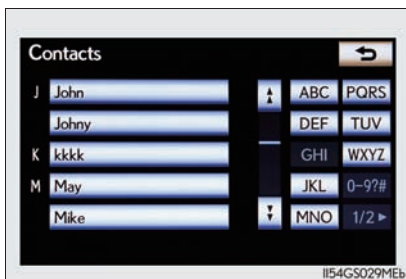 Contacts
J John ABC PQRS
Johny DEF TUV
K kkkk GHI WXYZ
M May JKL 0-9?#
Mike MNO 1/2
II54GS029MEb